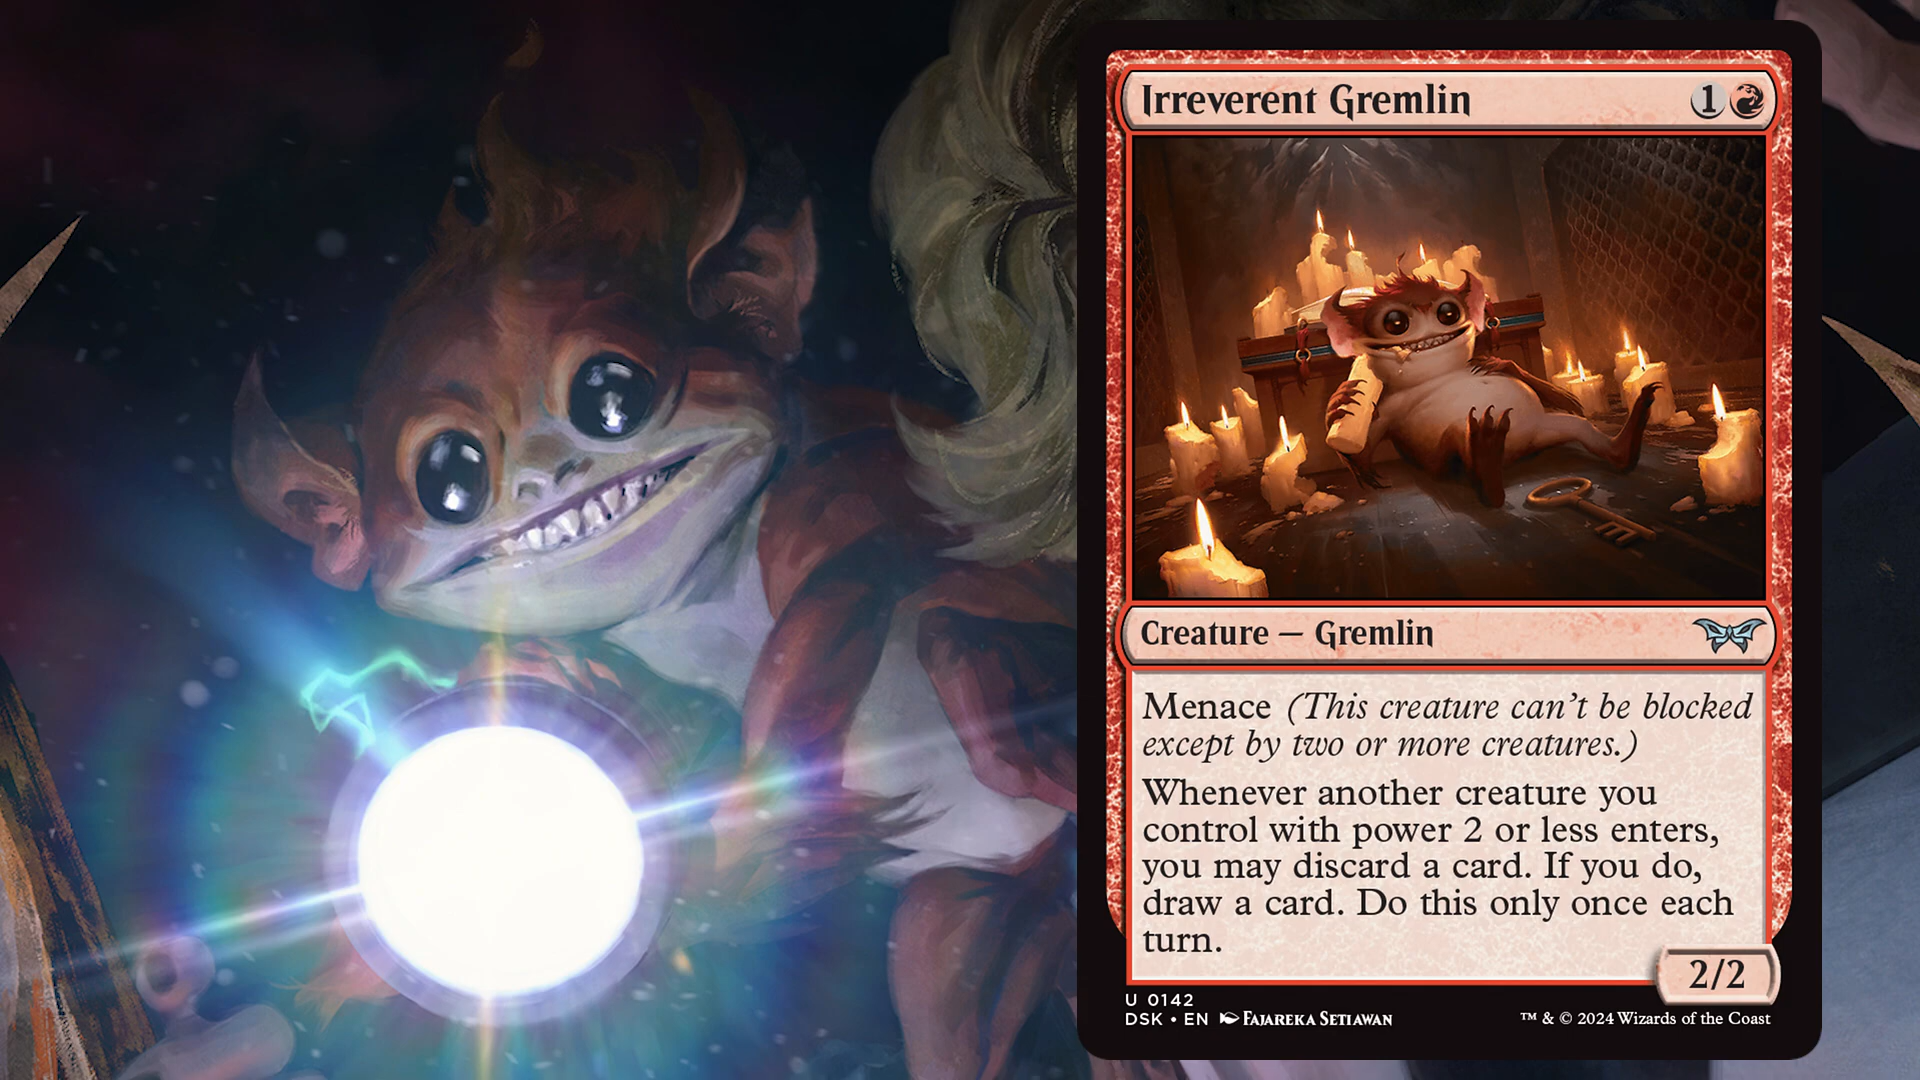 Irreverent Gremlin 1
Creature — Gremlin
Menace (This creature can't be blocked
except by two or more creatures.)
Whenever another creature you
control with power 2 or less enters,
you may discard a card. If you do,
draw a card. Do this only once each
turn.
2/2
U 0142
DSK • EN Fajareka Setiawan
™ & © 2024 Wizards of the Coast